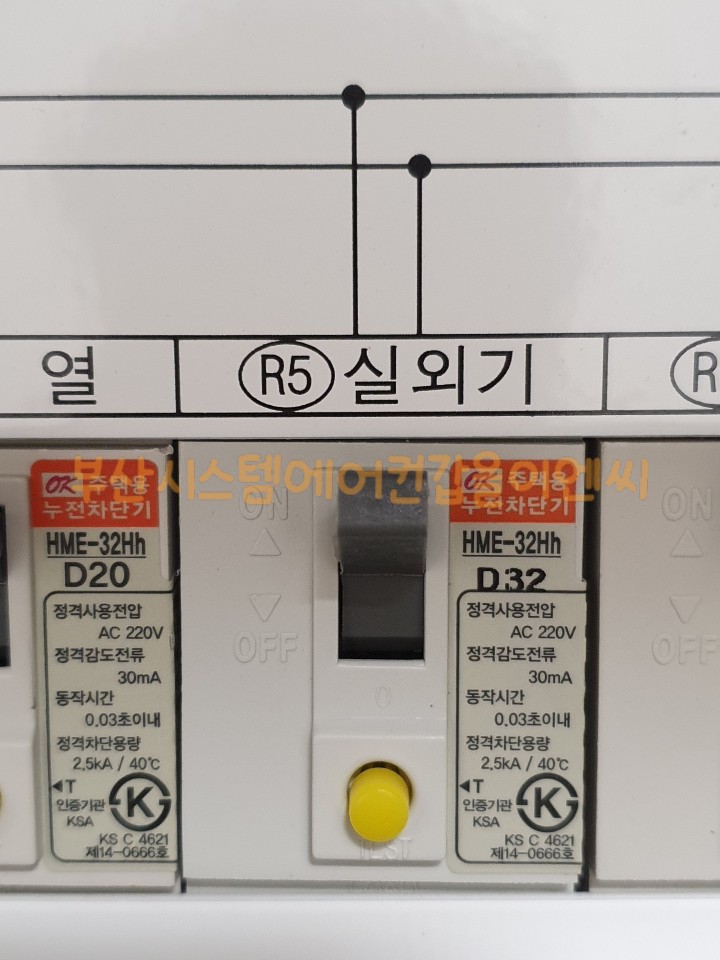 열
R5 실외기
R
부산시스템에어컨갑을이엔씨
OK 주택용
누전차단기
HME-32Hh
D20
정격사용전압
AC 220V
정격감도전류
30mA
동작시간
0.03초이내
정격차단용량
2.5kA / 40℃
◀T
인증기관
KSA
K
KS C 4621
제14-0666호
ON
OFF
0
TEST
OK 주택용
누전차단기
HME-32Hh
D32
정격사용전압
AC 220V
정격감도전류
30mA
동작시간
0.03초이내
정격차단용량
2.5kA / 40℃
◀T
인증기관
KSA
K
KS C 4621
제14-0666호
ON
OFF